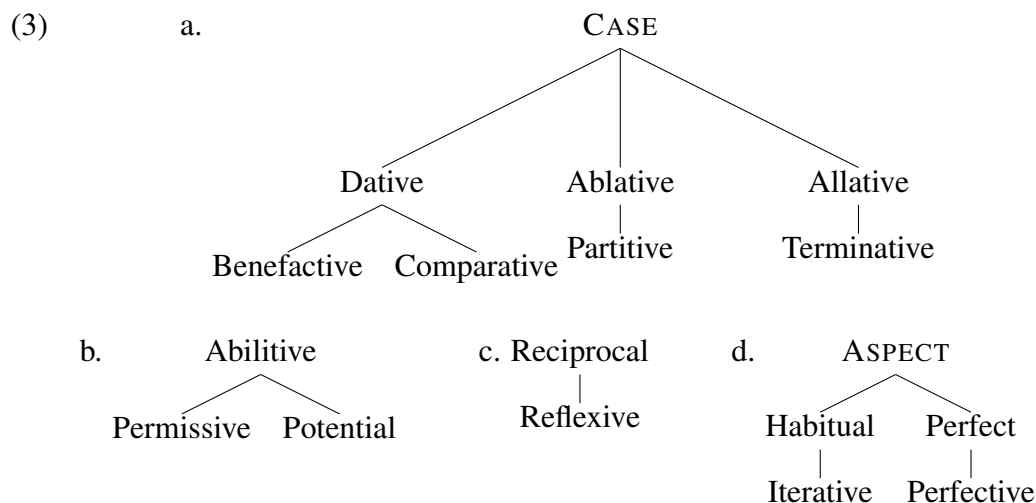 (3) a. CASE
Dative Ablative Allative
Benefactive Comparative Partitive Terminative
b. Abilitive c. Reciprocal d. ASPECT
Permissive Potential Reflexive Habitual Perfect
Iterative Perfective